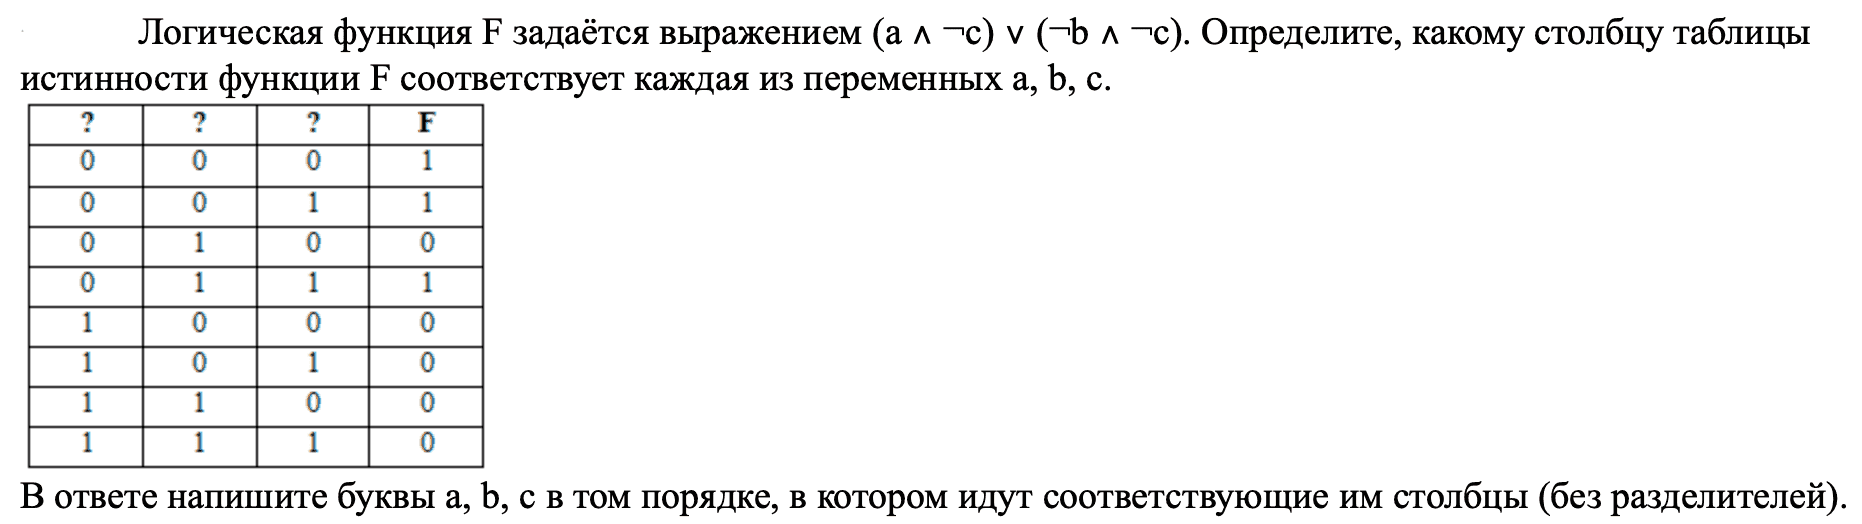 Логическая функция F задаётся выражением (a ∧ ¬c) ∨ (¬b ∧ ¬c). Определите, какому столбцу таблицы
истинности функции F соответствует каждая из переменных a, b, c.
? ? ? F
0 0 0 1
0 0 1 1
0 1 0 0
0 1 1 1
1 0 0 0
1 0 1 0
1 1 0 0
1 1 1 0
В ответе напишите буквы a, b, c в том порядке, в котором идут соответствующие им столбцы (без разделителей).